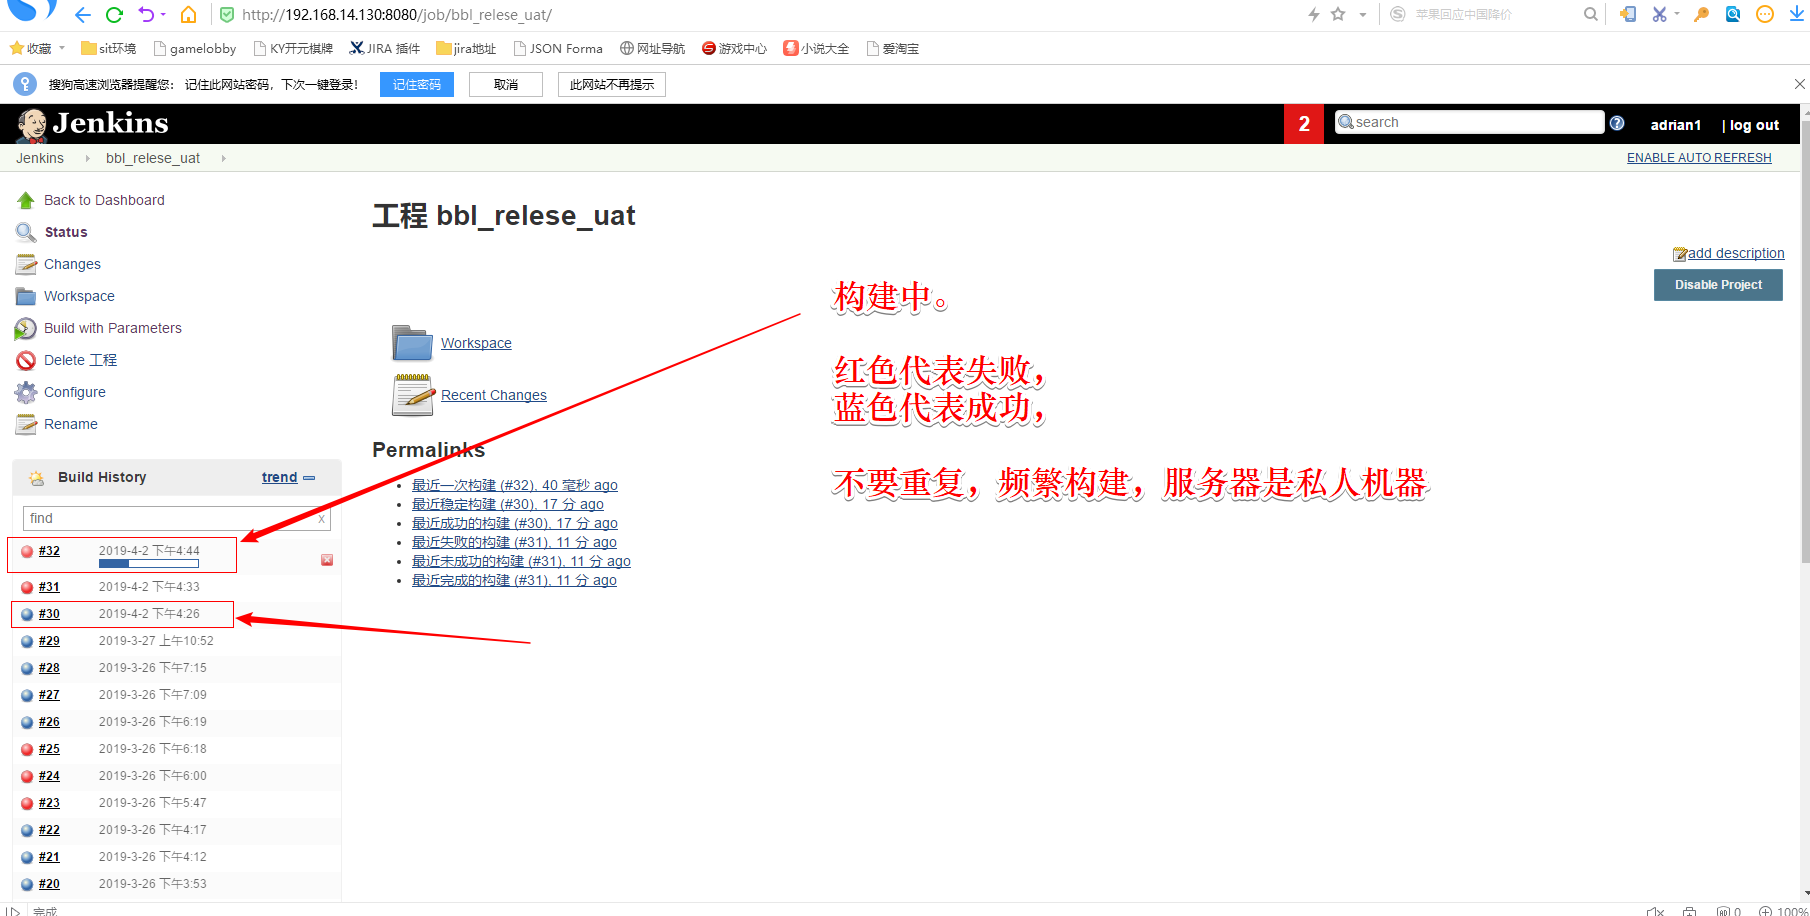 http://192.168.14.130:8080/job/bbl_relese_uat/
苹果回应中国降价
收藏 sit环境 gamelobby KY开元棋牌 JIRA 插件 jira地址 JSON Forma 网址导航 游戏中心 小说大全 爱淘宝
搜狗高速浏览器提醒您： 记住此网站密码，下次一键登录！ 记住密码 取消 此网站不再提示
Jenkins 2 search adrian1 | log out
Jenkins bbl_relese_uat ENABLE AUTO REFRESH
Back to Dashboard
Status
Changes
Workspace
Build with Parameters
Delete 工程
Configure
Rename
工程 bbl_relese_uat
add description
Disable Project
构建中。
红色代表失败，
蓝色代表成功，
不要重复，频繁构建，服务器是私人机器
Workspace
Recent Changes
Permalinks
最近一次构建 (#32), 40 毫秒 ago
最近稳定构建 (#30), 17 分 ago
最近成功的构建 (#30), 17 分 ago
最近失败的构建 (#31), 11 分 ago
最近未成功的构建 (#31), 11 分 ago
最近完成的构建 (#31), 11 分 ago
Build History trend
find x
#32 2019-4-2 下午4:44
#31 2019-4-2 下午4:33
#30 2019-4-2 下午4:26
#29 2019-3-27 上午10:52
#28 2019-3-26 下午7:15
#27 2019-3-26 下午7:09
#26 2019-3-26 下午6:19
#25 2019-3-26 下午6:18
#24 2019-3-26 下午6:00
#23 2019-3-26 下午5:47
#22 2019-3-26 下午4:17
#21 2019-3-26 下午4:12
#20 2019-3-26 下午3:53
完成 0 100%